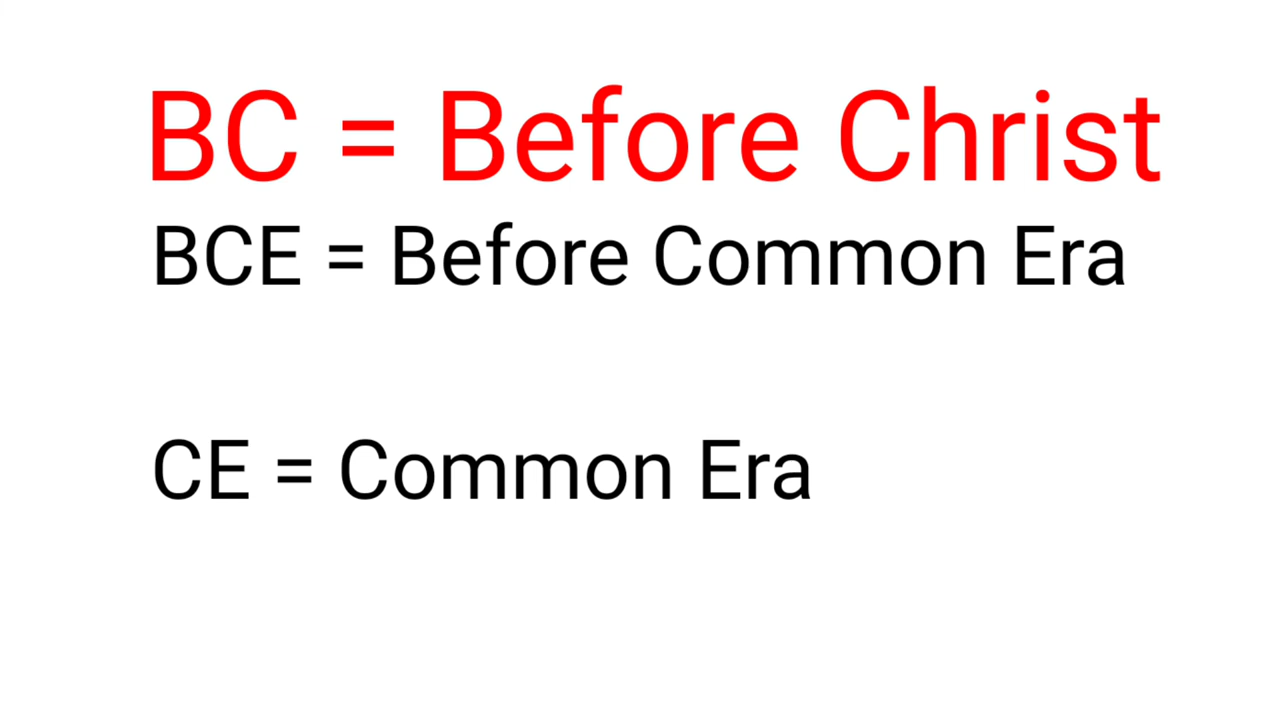 BC = Before Christ
BCE = Before Common Era
CE = Common Era